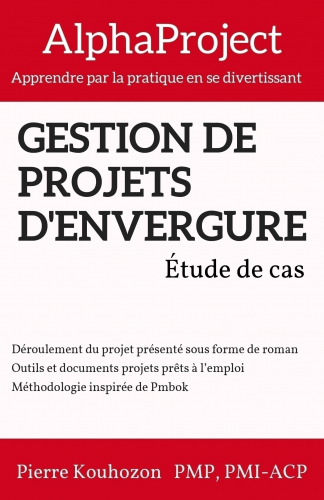 AlphaProject
Apprendre par la pratique en se divertissant
GESTION DE
PROJETS
D'ENVERGURE
Étude de cas
Déroulement du projet présenté sous forme de roman
Outils et documents projets prêts à l'emploi
Méthodologie inspirée de Pmbok
Pierre Kouhozon PMP, PMI-ACP